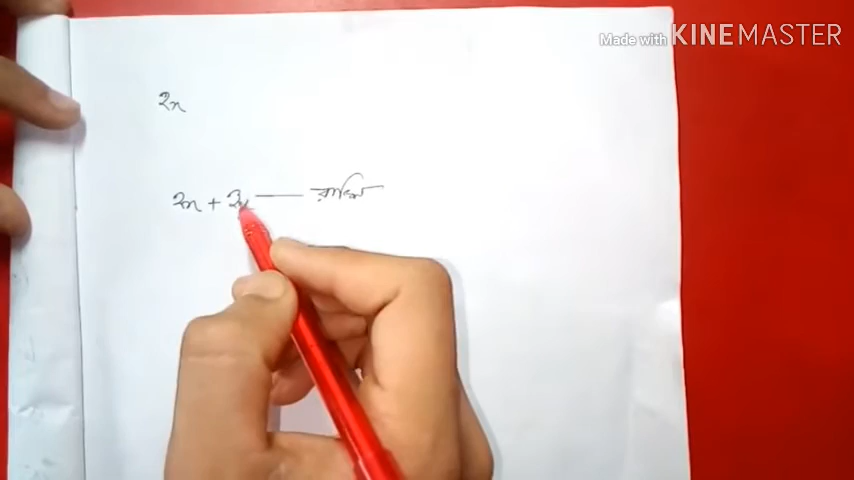 Made with KINEMASTER
2x
2x + 3y — রাশি